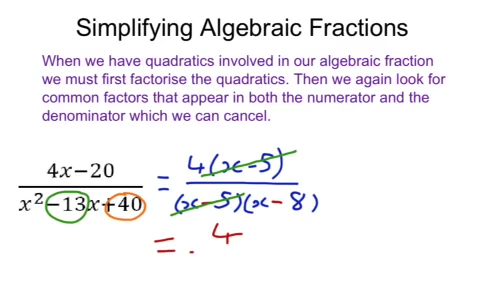 Simplifying Algebraic Fractions
When we have quadratics involved in our algebraic fraction
we must first factorise the quadratics. Then we again look for
common factors that appear in both the numerator and the
denominator which we can cancel.
4x−20 / x²−13x+40 = 4(x−5) / (x−5)(x−8)
= . 4